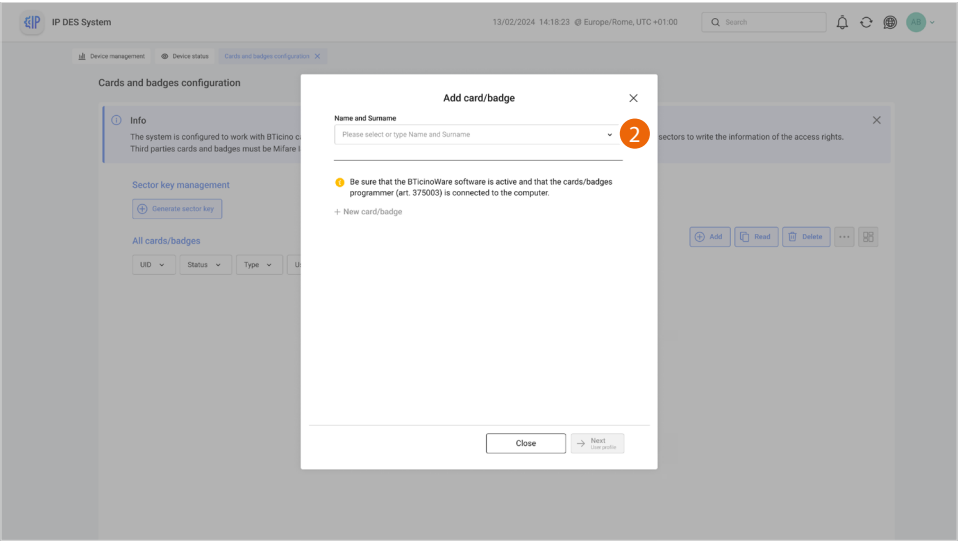 IP DES System
13/02/2024 14:18:23 @ Europe/Rome, UTC +01:00
Search
AB
Device management
Device status
Cards and badges configuration
Cards and badges configuration
Add card/badge
Info
The system is configured to work with BTicino
sectors to write the information of the access rights.
Third parties cards and badges must be Mifare
Name and Surname
Please select or type Name and Surname
2
Be sure that the BTicinoWare software is active and that the cards/badges
programmer (art. 375003) is connected to the computer.
+ New card/badge
Sector key management
Generate sector key
All cards/badges
Add
Read
Delete
UID
Status
Type
Close
Next
User profile